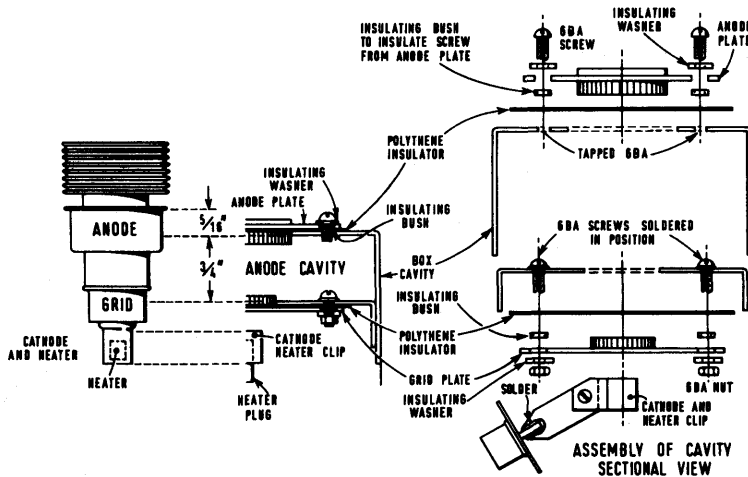 INSULATING BUSH
TO INSULATE SCREW
FROM ANODE PLATE
6BA
SCREW
INSULATING
WASHER
ANODE
PLATE
POLYTHENE
INSULATOR
TAPPED 6BA
INSULATING
WASHER
ANODE PLATE
INSULATING
BUSH
5/16"
ANODE
3/4"
ANODE CAVITY
BOX
CAVITY
6BA SCREWS SOLDERED
IN POSITION
GRID
INSULATING
BUSH
CATHODE
AND HEATER
HEATER
CATHODE
HEATER CLIP
POLYTHENE
INSULATOR
GRID PLATE
INSULATING
WASHER
HEATER
PLUG
SOLDER
6BA NUT
CATHODE AND
HEATER CLIP
ASSEMBLY OF CAVITY
SECTIONAL VIEW